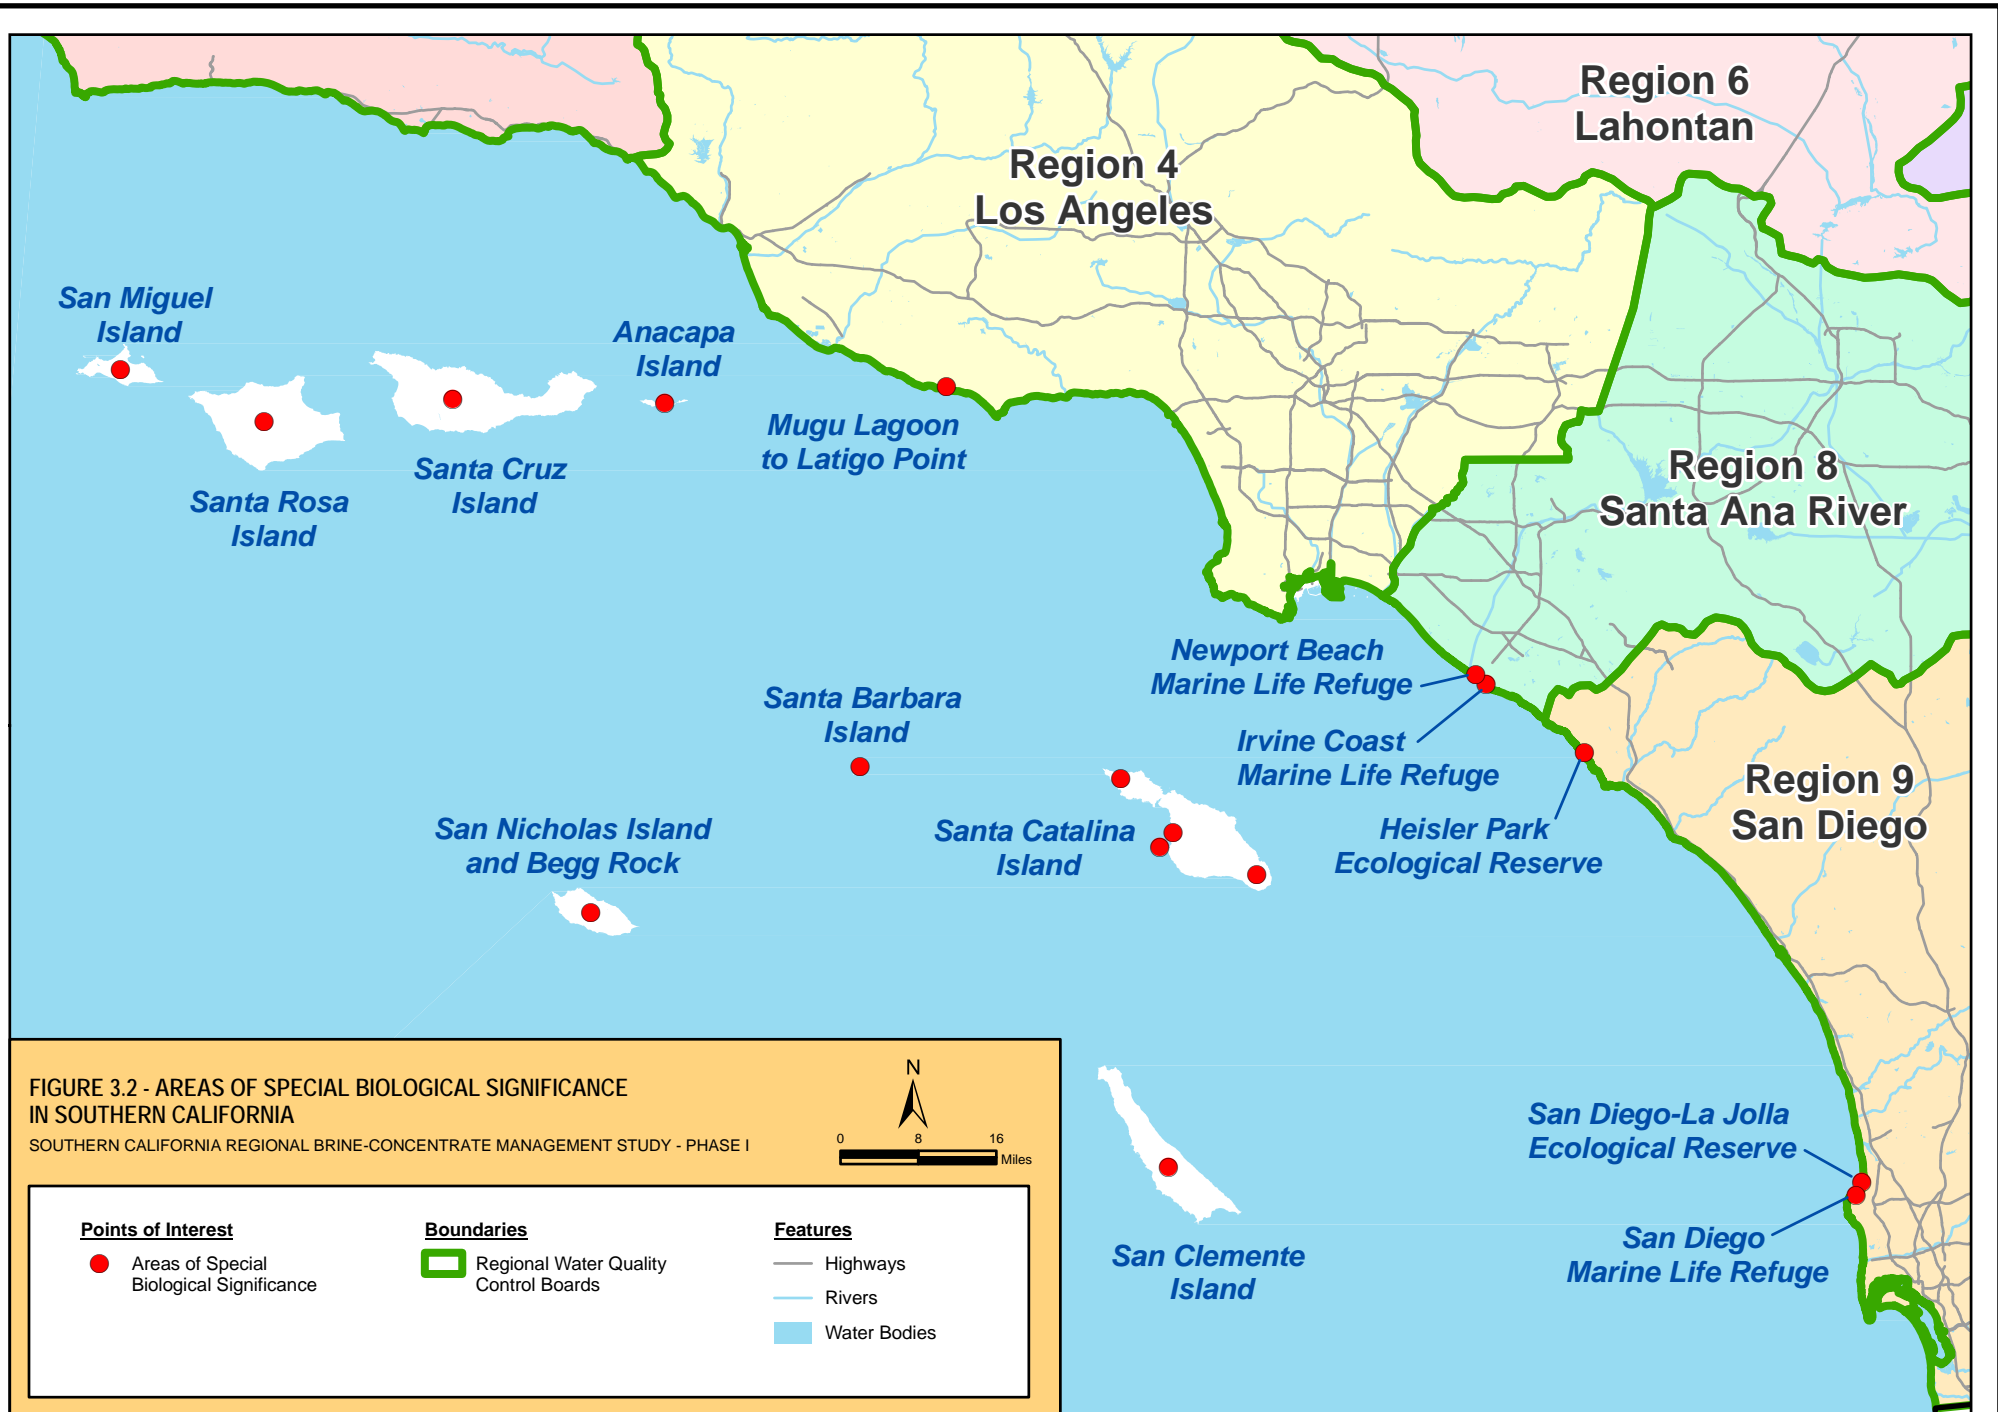 Region 6
Lahontan
Region 4
Los Angeles
San Miguel
Island
Anacapa
Island
Mugu Lagoon
to Latigo Point
Santa Cruz
Island
Santa Rosa
Island
Region 8
Santa Ana River
Newport Beach
Marine Life Refuge
Santa Barbara
Island
Irvine Coast
Marine Life Refuge
Region 9
San Diego
San Nicholas Island
and Begg Rock
Santa Catalina
Island
Heisler Park
Ecological Reserve
San Diego-La Jolla
Ecological Reserve
San Diego
Marine Life Refuge
San Clemente
Island
FIGURE 3.2 - AREAS OF SPECIAL BIOLOGICAL SIGNIFICANCE
IN SOUTHERN CALIFORNIA
SOUTHERN CALIFORNIA REGIONAL BRINE-CONCENTRATE MANAGEMENT STUDY - PHASE I
N
0 8 16
Miles
Points of Interest
Areas of Special
Biological Significance
Boundaries
Regional Water Quality
Control Boards
Features
Highways
Rivers
Water Bodies